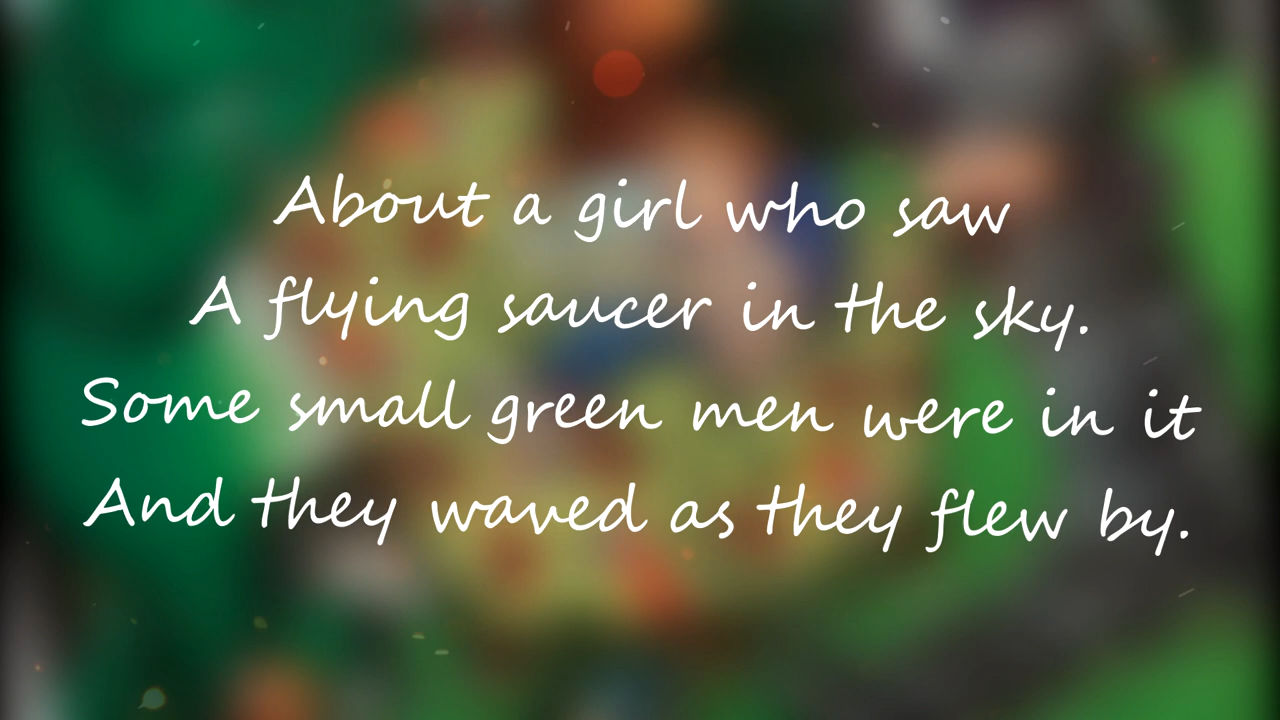 About a girl who saw
A flying saucer in the sky.
Some small green men were in it
And they waved as they flew by.